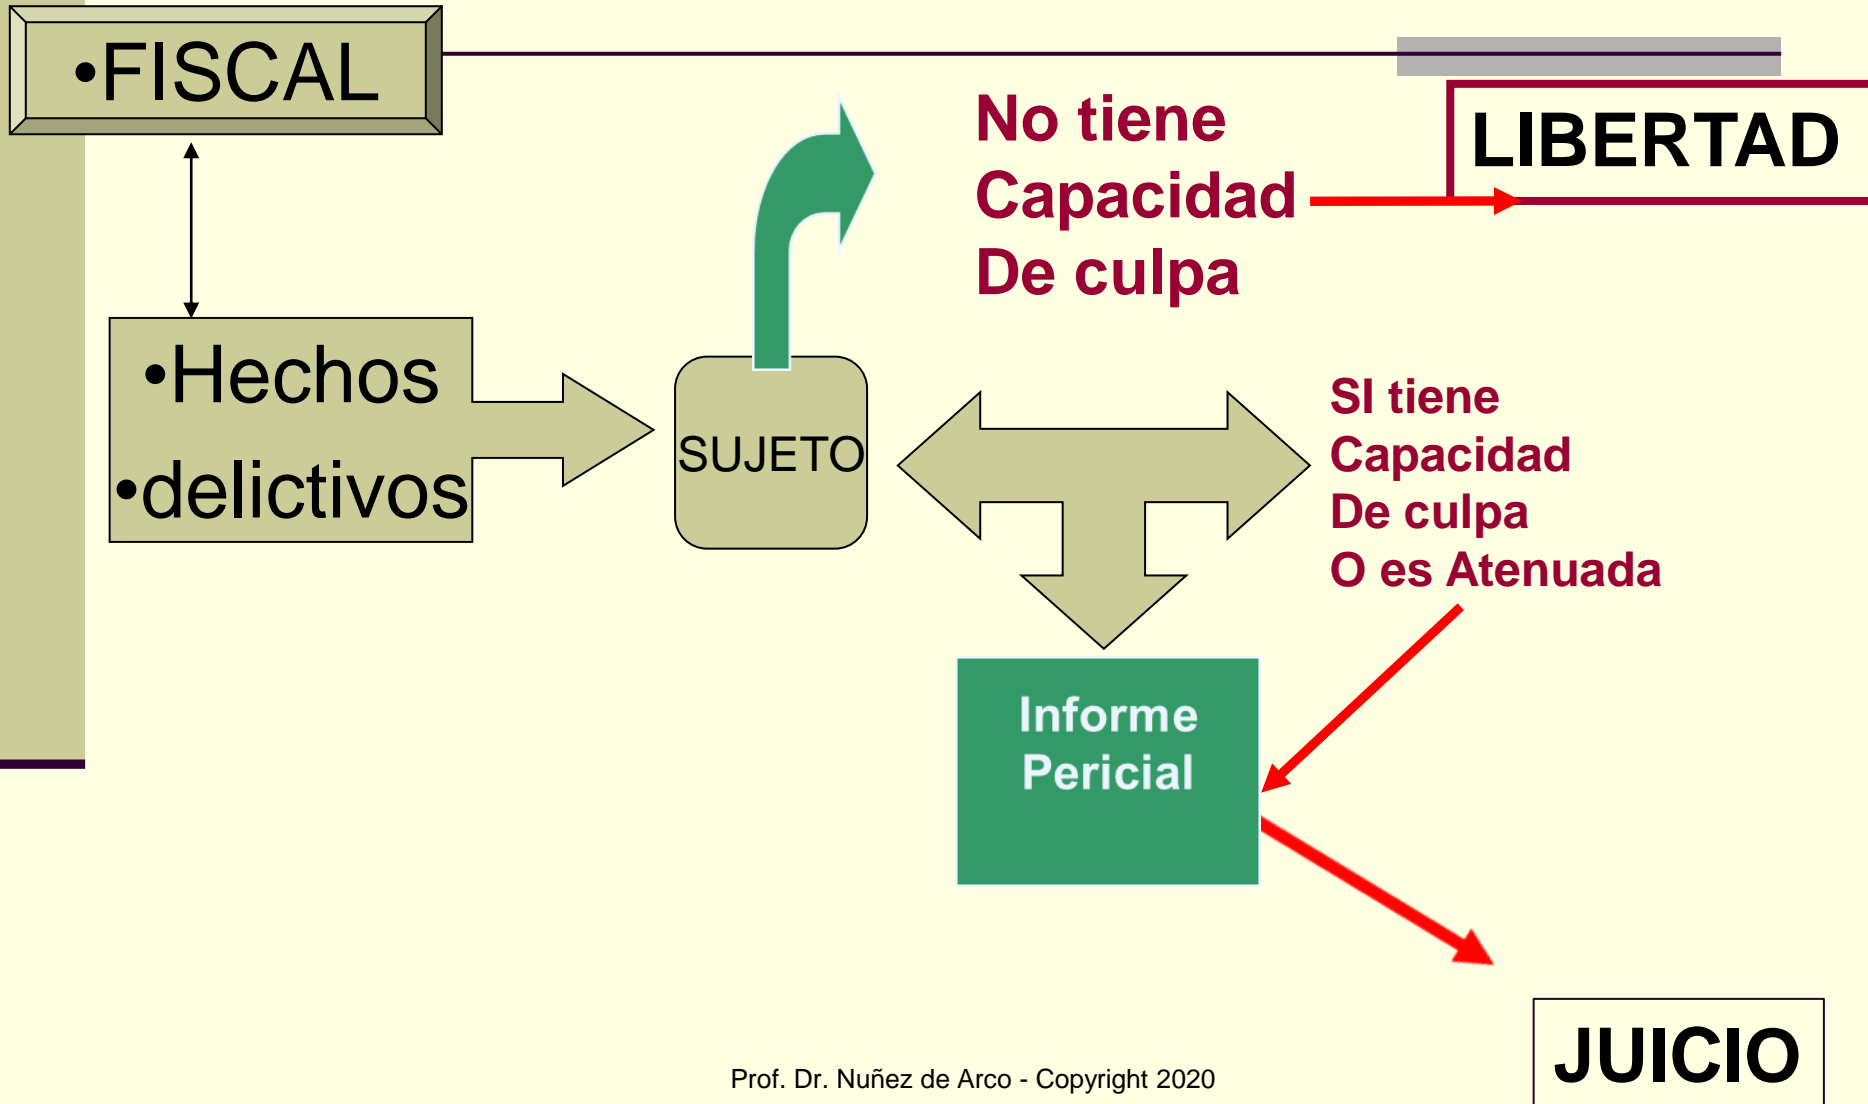 •FISCAL
No tiene
Capacidad
De culpa
LIBERTAD
•Hechos
•delictivos
SUJETO
SI tiene
Capacidad
De culpa
O es Atenuada
Informe
Pericial
JUICIO
Prof. Dr. Nuñez de Arco - Copyright 2020